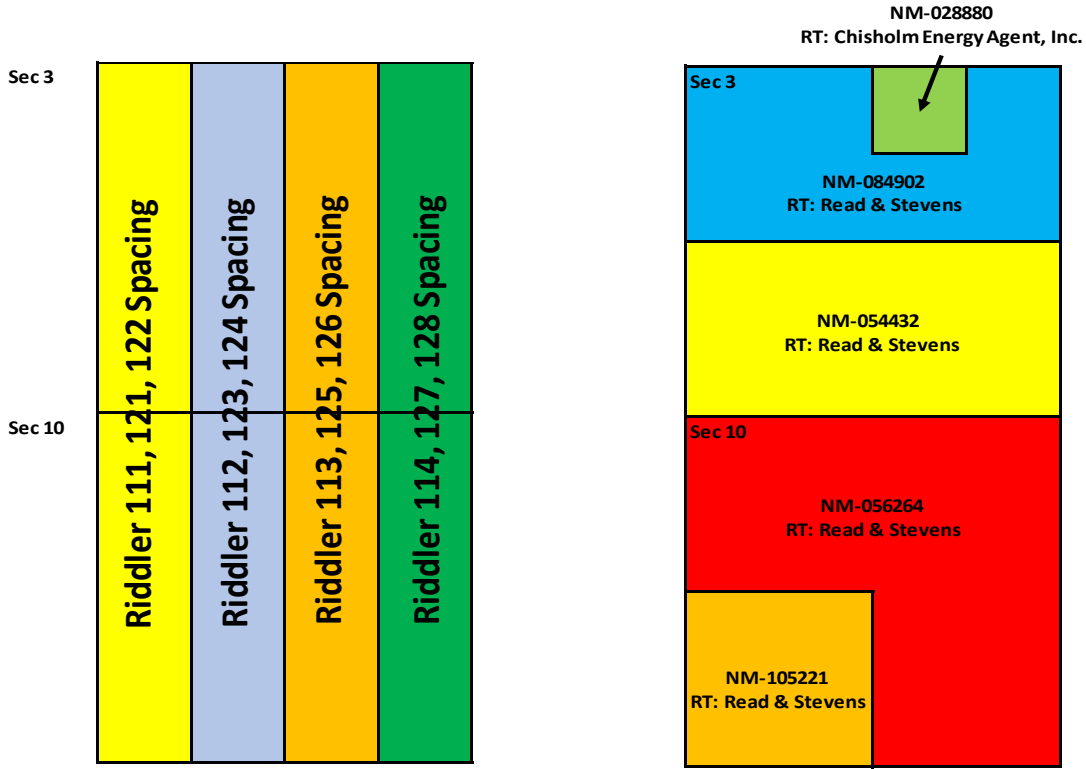 Sec 3
Sec 10
Riddler 111, 121, 122 Spacing
Riddler 112, 123, 124 Spacing
Riddler 113, 125, 126 Spacing
Riddler 114, 127, 128 Spacing
NM-028880
RT: Chisholm Energy Agent, Inc.
Sec 3
NM-084902
RT: Read & Stevens
NM-054432
RT: Read & Stevens
Sec 10
NM-056264
RT: Read & Stevens
NM-105221
RT: Read & Stevens